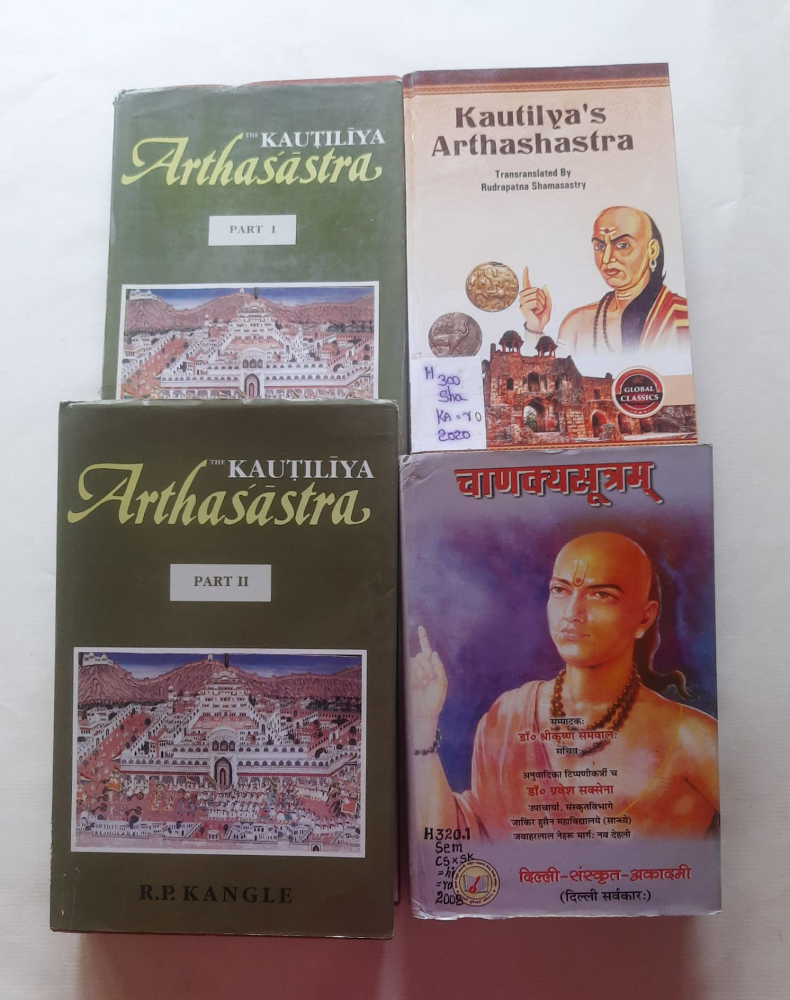 THE KAUṬILĪYA
Arthaśāstra
PART I
Kautilya's
Arthashastra
Transranslated By
Rudrapatna Shamasastry
GLOBAL
CLASSICS
H 300
Sha
KA = Y0
2020
THE KAUṬILĪYA
Arthaśāstra
PART II
R.P. KANGLE
चाणक्यसूत्रम्
सम्पादकः
डॉ० श्रीकृष्ण सेमवालः
सचिवः
अनुवादिका टिप्पणीकर्त्री च
डॉ० प्रवेश सक्सेना
उपाचार्या, संस्कृतविभागे
जाकिर हुसैन महाविद्यालये (सान्ध्ये)
जवाहरलाल नेहरू मार्गः नव देहली
H320.1
Sem
CS x SK
= hi
= Y0
2008
दिल्ली-संस्कृत-अकादमी
(दिल्ली सर्वकारः)